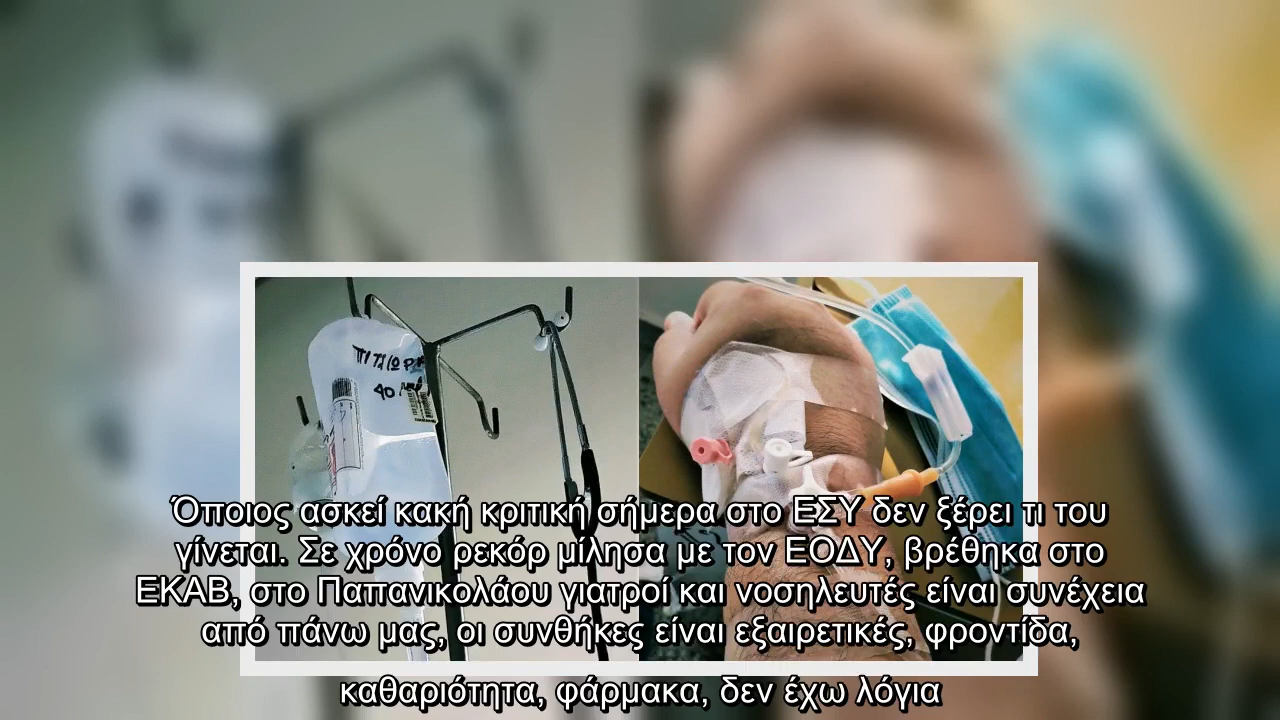 Όποιος ασκεί κακή κριτική σήμερα στο ΕΣΥ δεν ξέρει τι του
γίνεται. Σε χρόνο ρεκόρ μίλησα με τον ΕΟΔΥ, βρέθηκα στο
ΕΚΑΒ, στο Παπανικολάου γιατροί και νοσηλευτές είναι συνέχεια
από πάνω μας, οι συνθήκες είναι εξαιρετικές, φροντίδα,
καθαριότητα, φάρμακα, δεν έχω λόγια